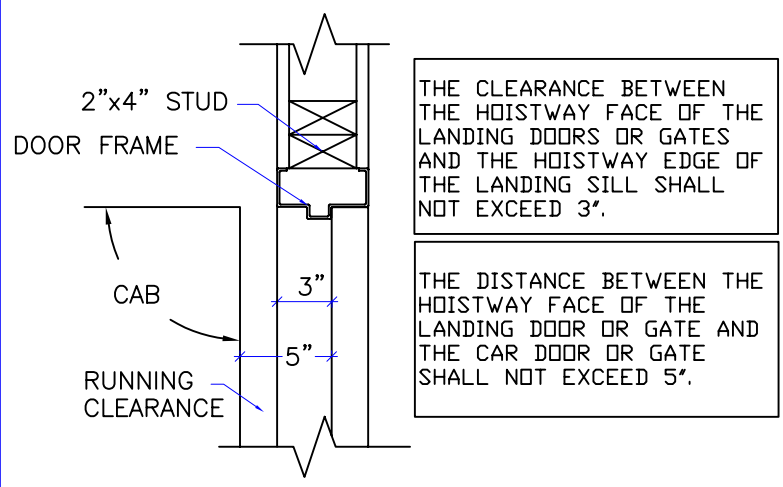 2”x4” STUD
DOOR FRAME
CAB
3”
5”
RUNNING
CLEARANCE
THE CLEARANCE BETWEEN
THE HOISTWAY FACE OF THE
LANDING DOORS OR GATES
AND THE HOISTWAY EDGE OF
THE LANDING SILL SHALL
NOT EXCEED 3".
THE DISTANCE BETWEEN THE
HOISTWAY FACE OF THE
LANDING DOOR OR GATE AND
THE CAR DOOR OR GATE
SHALL NOT EXCEED 5".